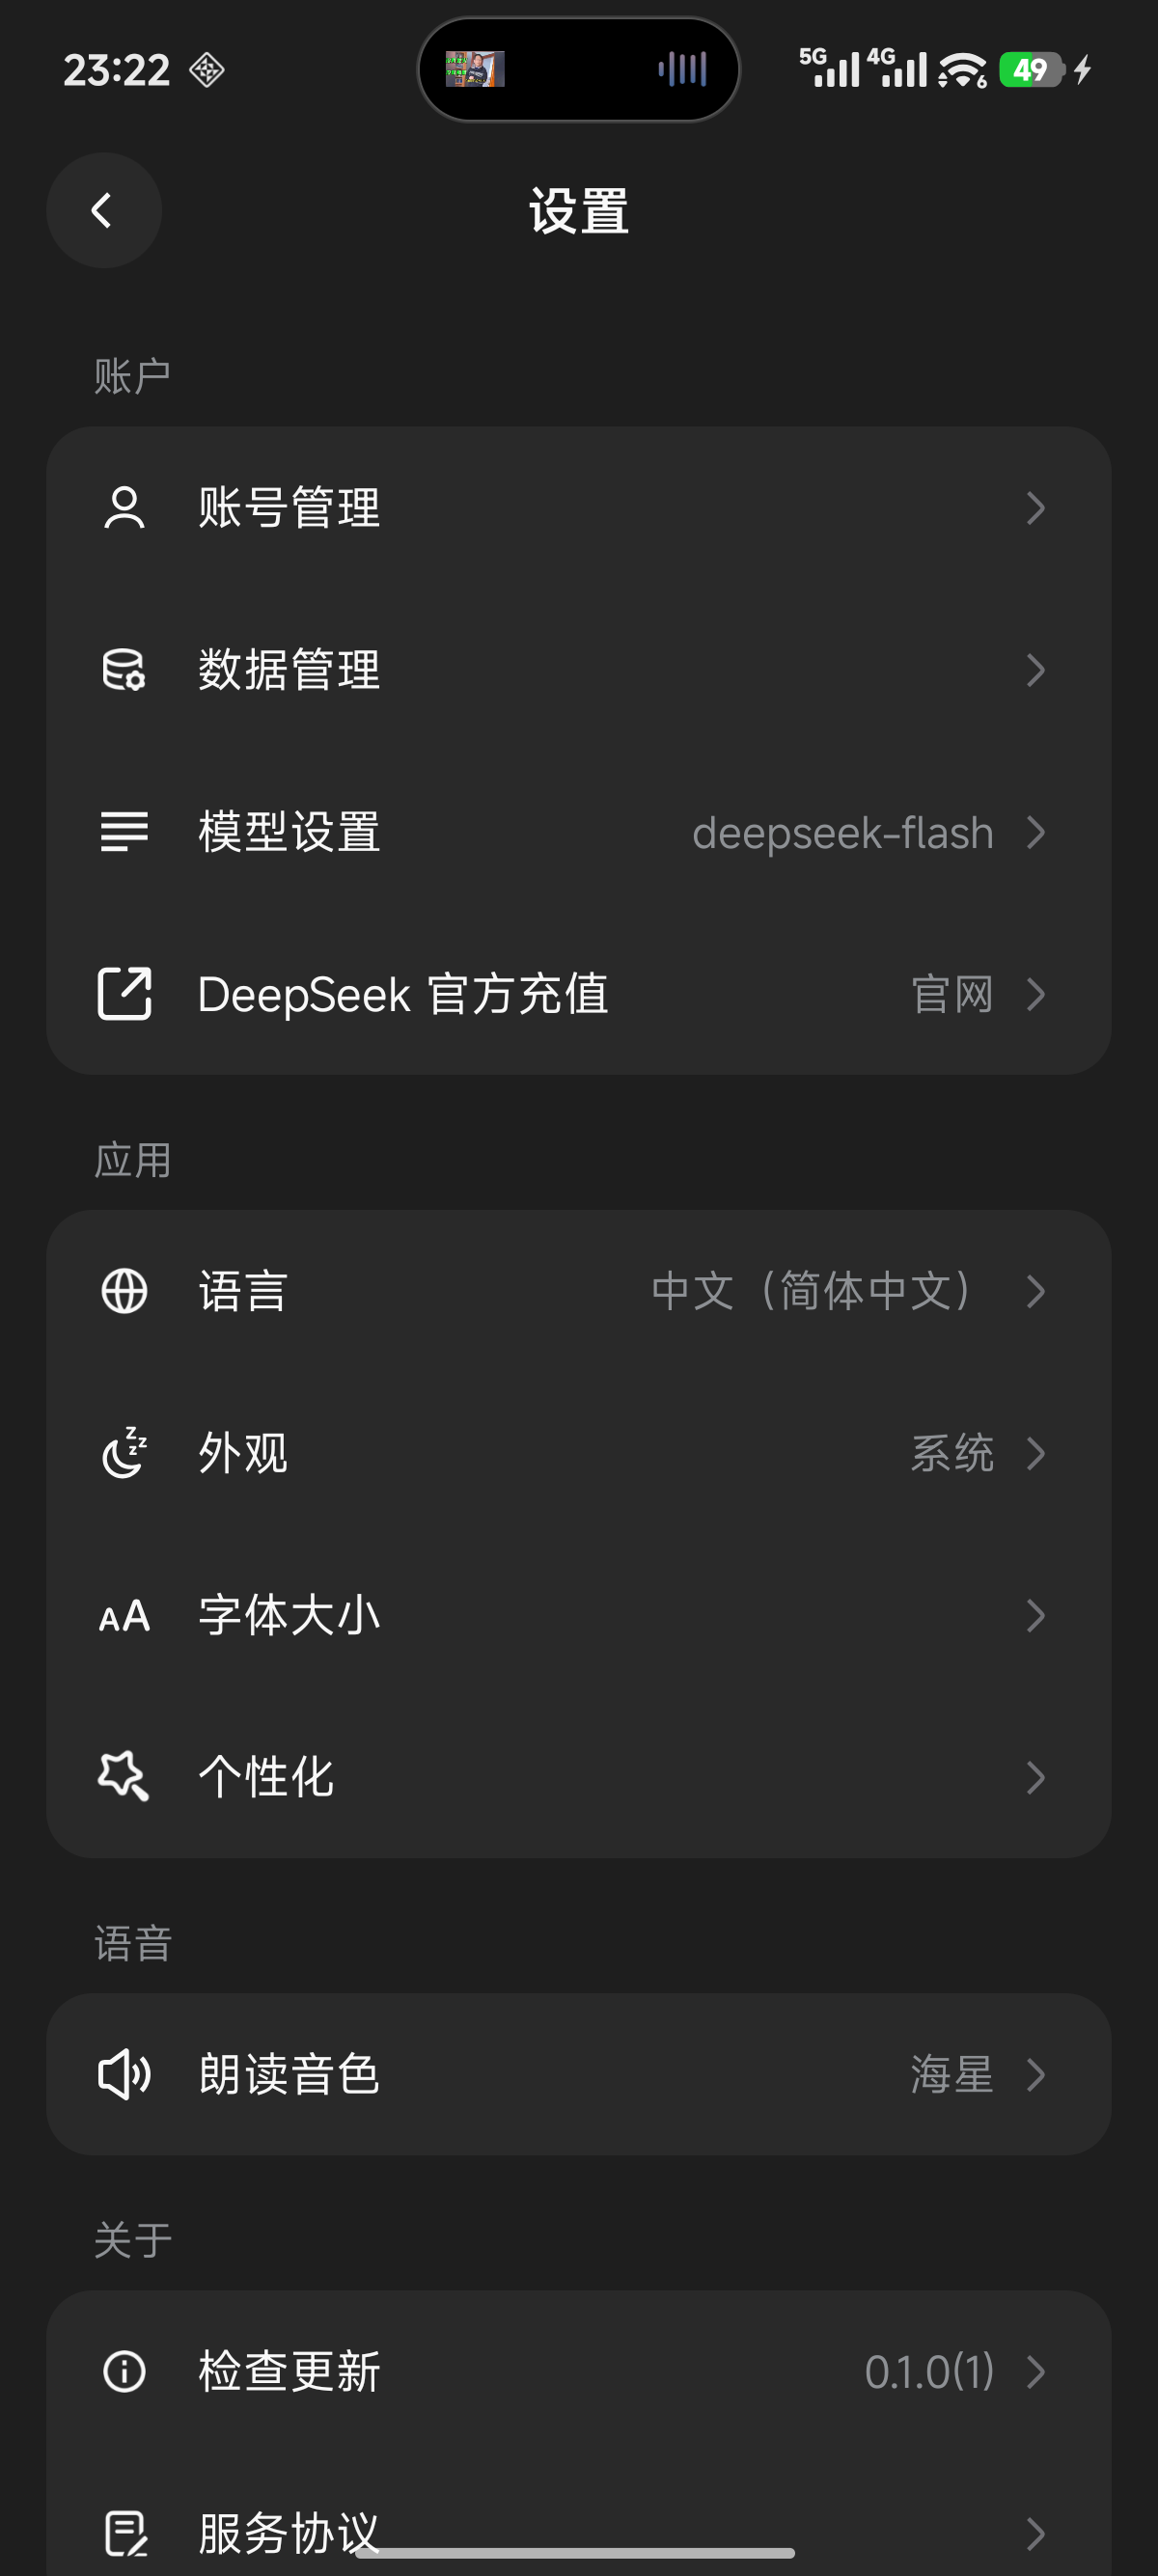 23:22
5G 4G 6 49
设置
账户
账号管理
数据管理
模型设置 deepseek-flash
DeepSeek 官方充值 官网
应用
语言 中文（简体中文）
外观 系统
字体大小
个性化
语音
朗读音色 海星
关于
检查更新 0.1.0(1)
服务协议